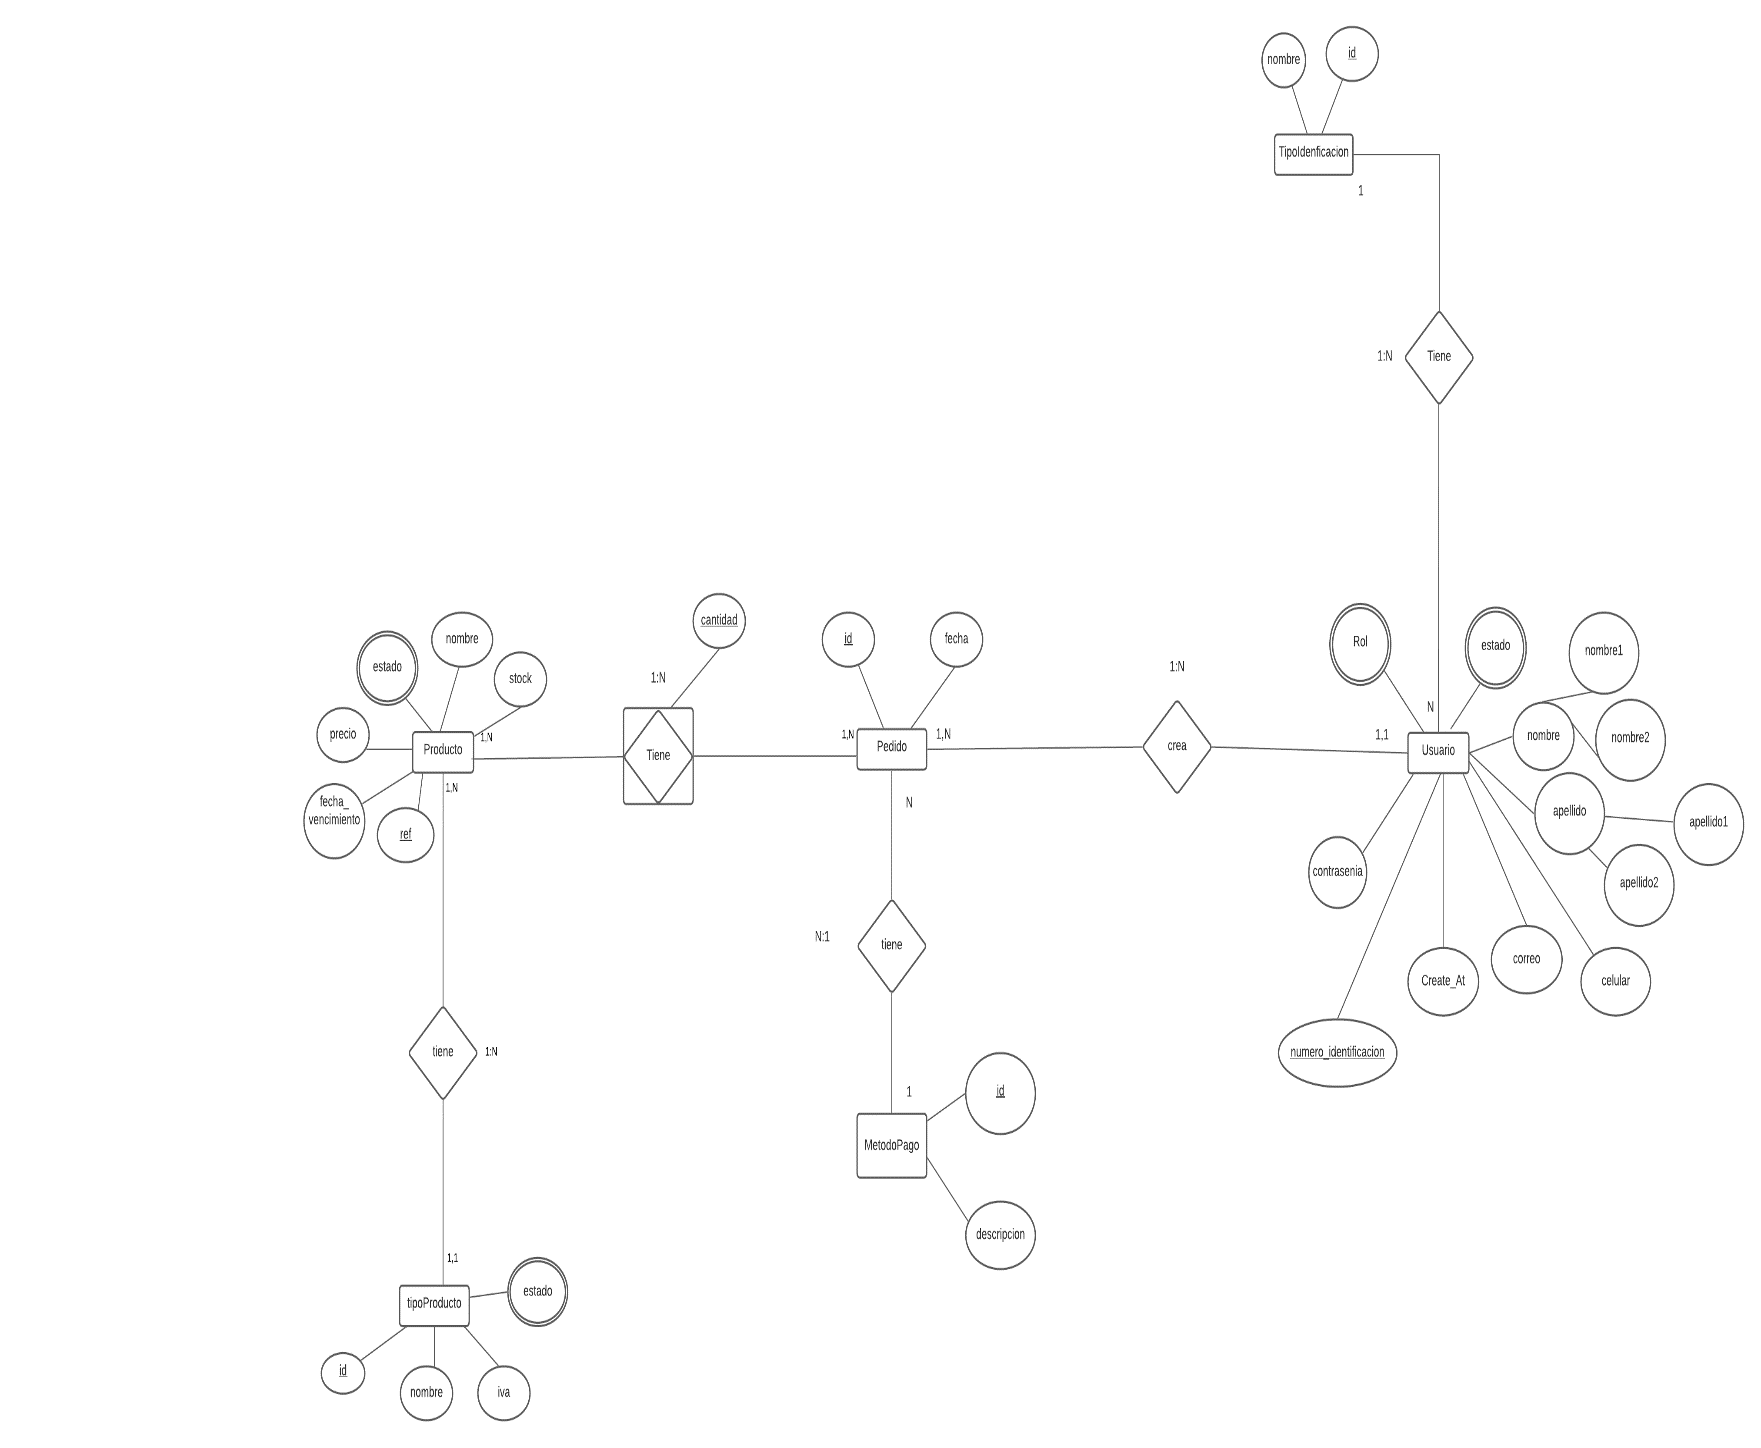 nombre
id
TipoIdenficacion
1
1:N
Tiene
cantidad
nombre
estado
stock
precio
Producto
1,N
fecha_
vencimiento
ref
1,N
1:N
Tiene
id
fecha
1,N
Pedido
1,N
1:N
crea
Rol
estado
nombre1
N
1,1
Usuario
nombre
nombre2
apellido
apellido1
apellido2
contrasenia
correo
Create_At
celular
numero_identificacion
N
N:1
tiene
1
MetodoPago
id
descripcion
tiene
1:N
1,1
tipoProducto
estado
id
nombre
iva